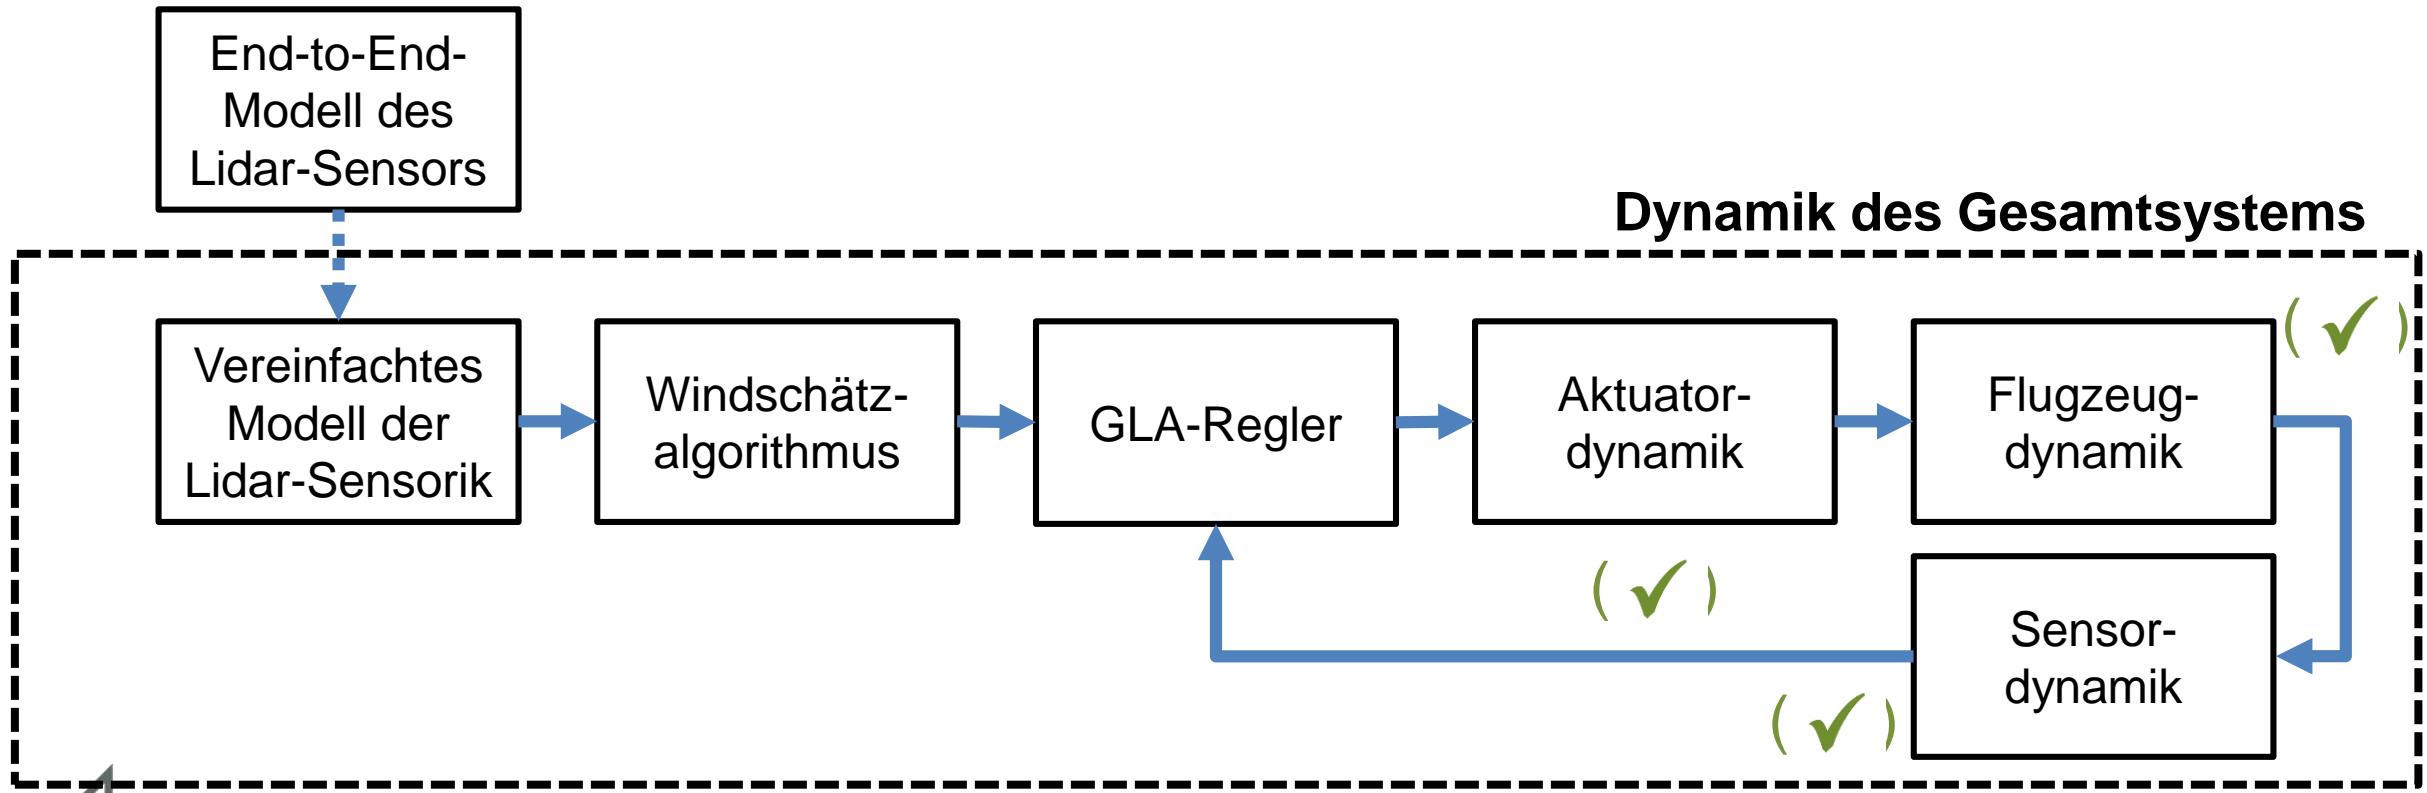 End-to-End-
Modell des
Lidar-Sensors
Dynamik des Gesamtsystems
Vereinfachtes
Modell der
Lidar-Sensorik
Windschätz-
algorithmus
GLA-Regler
Aktuator-
dynamik
Flugzeug-
dynamik
(✓)
(✓)
Sensor-
dynamik
(✓)